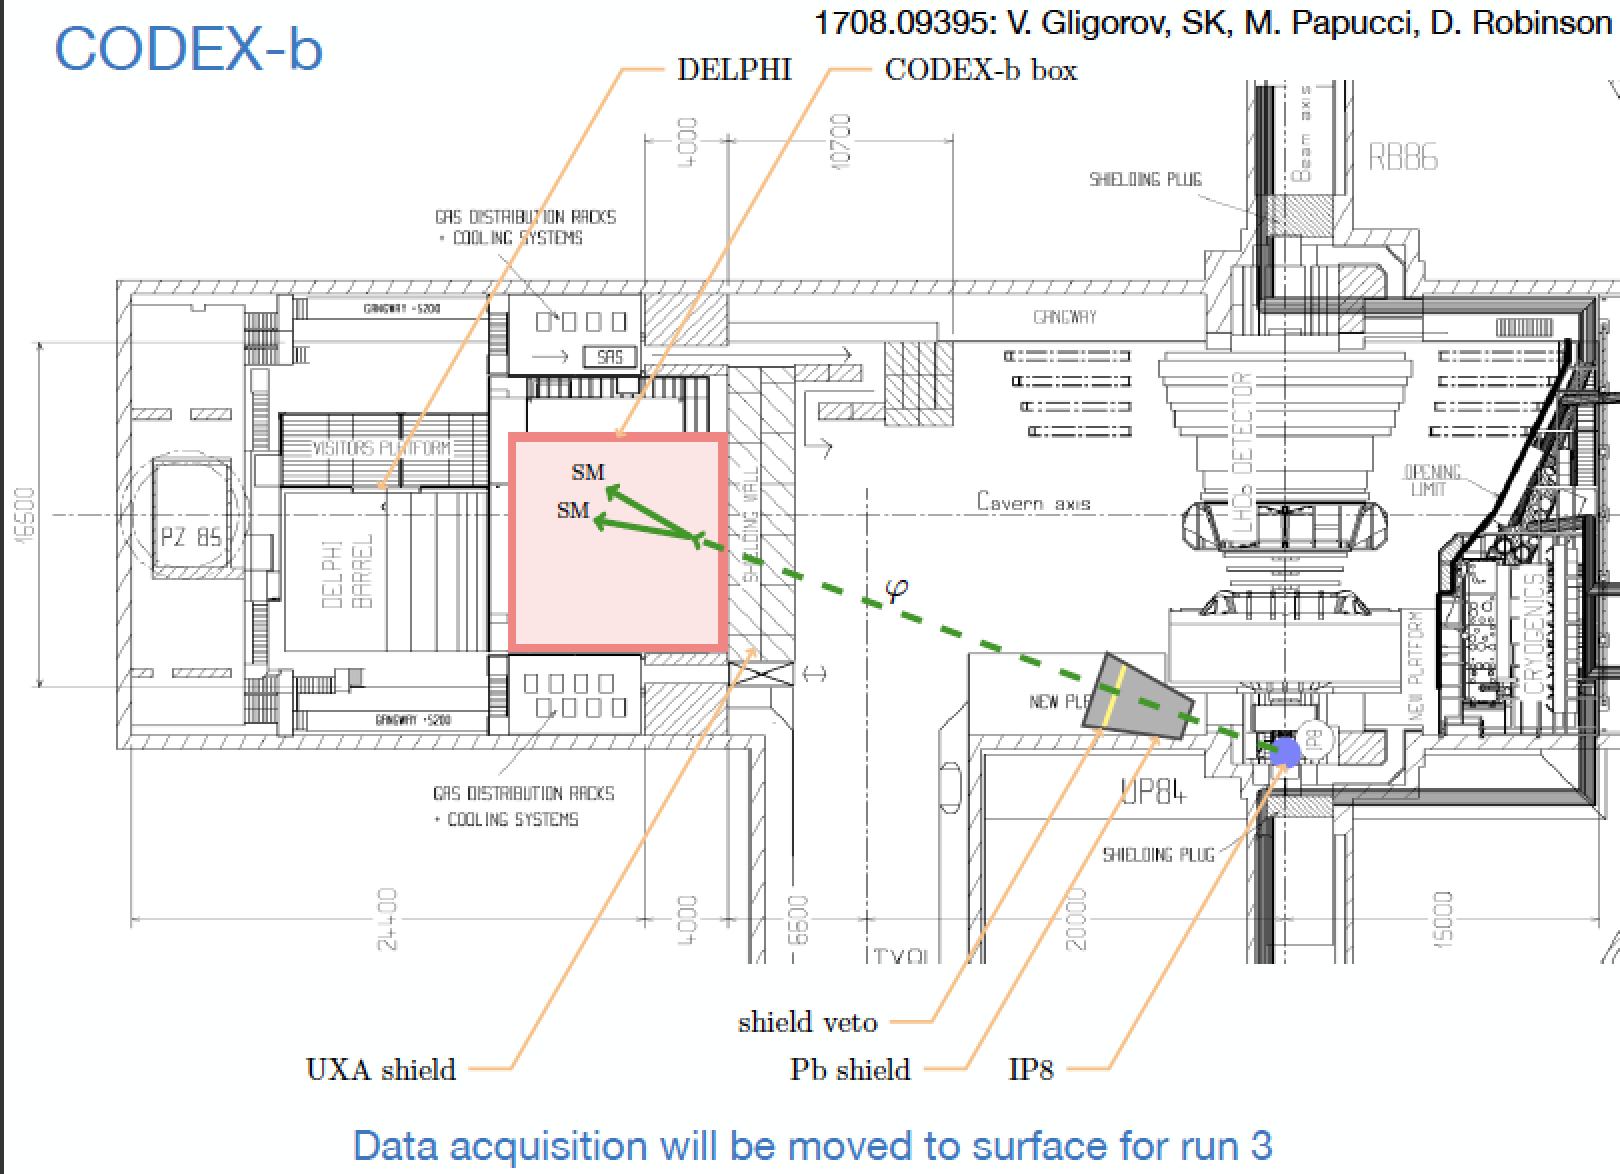 CODEX-b
1708.09395: V. Gligorov, SK, M. Papucci, D. Robinson
DELPHI
CODEX-b box
4000
10700
Beam axis
RB86
SHIELDING PLUG
GAS DISTRIBUTION RACKS
+ COOLING SYSTEMS
GANGWAY -5200
SAS
GANGWAY
VISITORS PLATFORM
SM
SM
SHIELDING WALL
LHCb DETECTOR
OPENING
LIMIT
Cavern axis
16500
PZ 85
DELPHI
BARREL
φ
CRYOGENICS
NEW PLATFORM
NEW
IP8
GANGWAY -5200
GAS DISTRIBUTION RACKS
+ COOLING SYSTEMS
UP84
SHIELDING PLUG
24400
4000
6600
20000
15000
shield veto
UXA shield
Pb shield
IP8
Data acquisition will be moved to surface for run 3